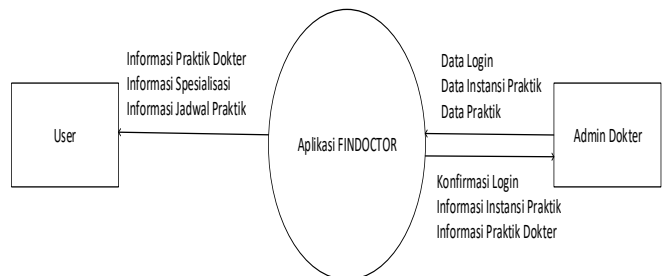 Informasi Praktik Dokter
Informasi Spesialisasi
Informasi Jadwal Praktik
User
Aplikasi FINDOCTOR
Data Login
Data Instansi Praktik
Data Praktik
Admin Dokter
Konfirmasi Login
Informasi Instansi Praktik
Informasi Praktik Dokter